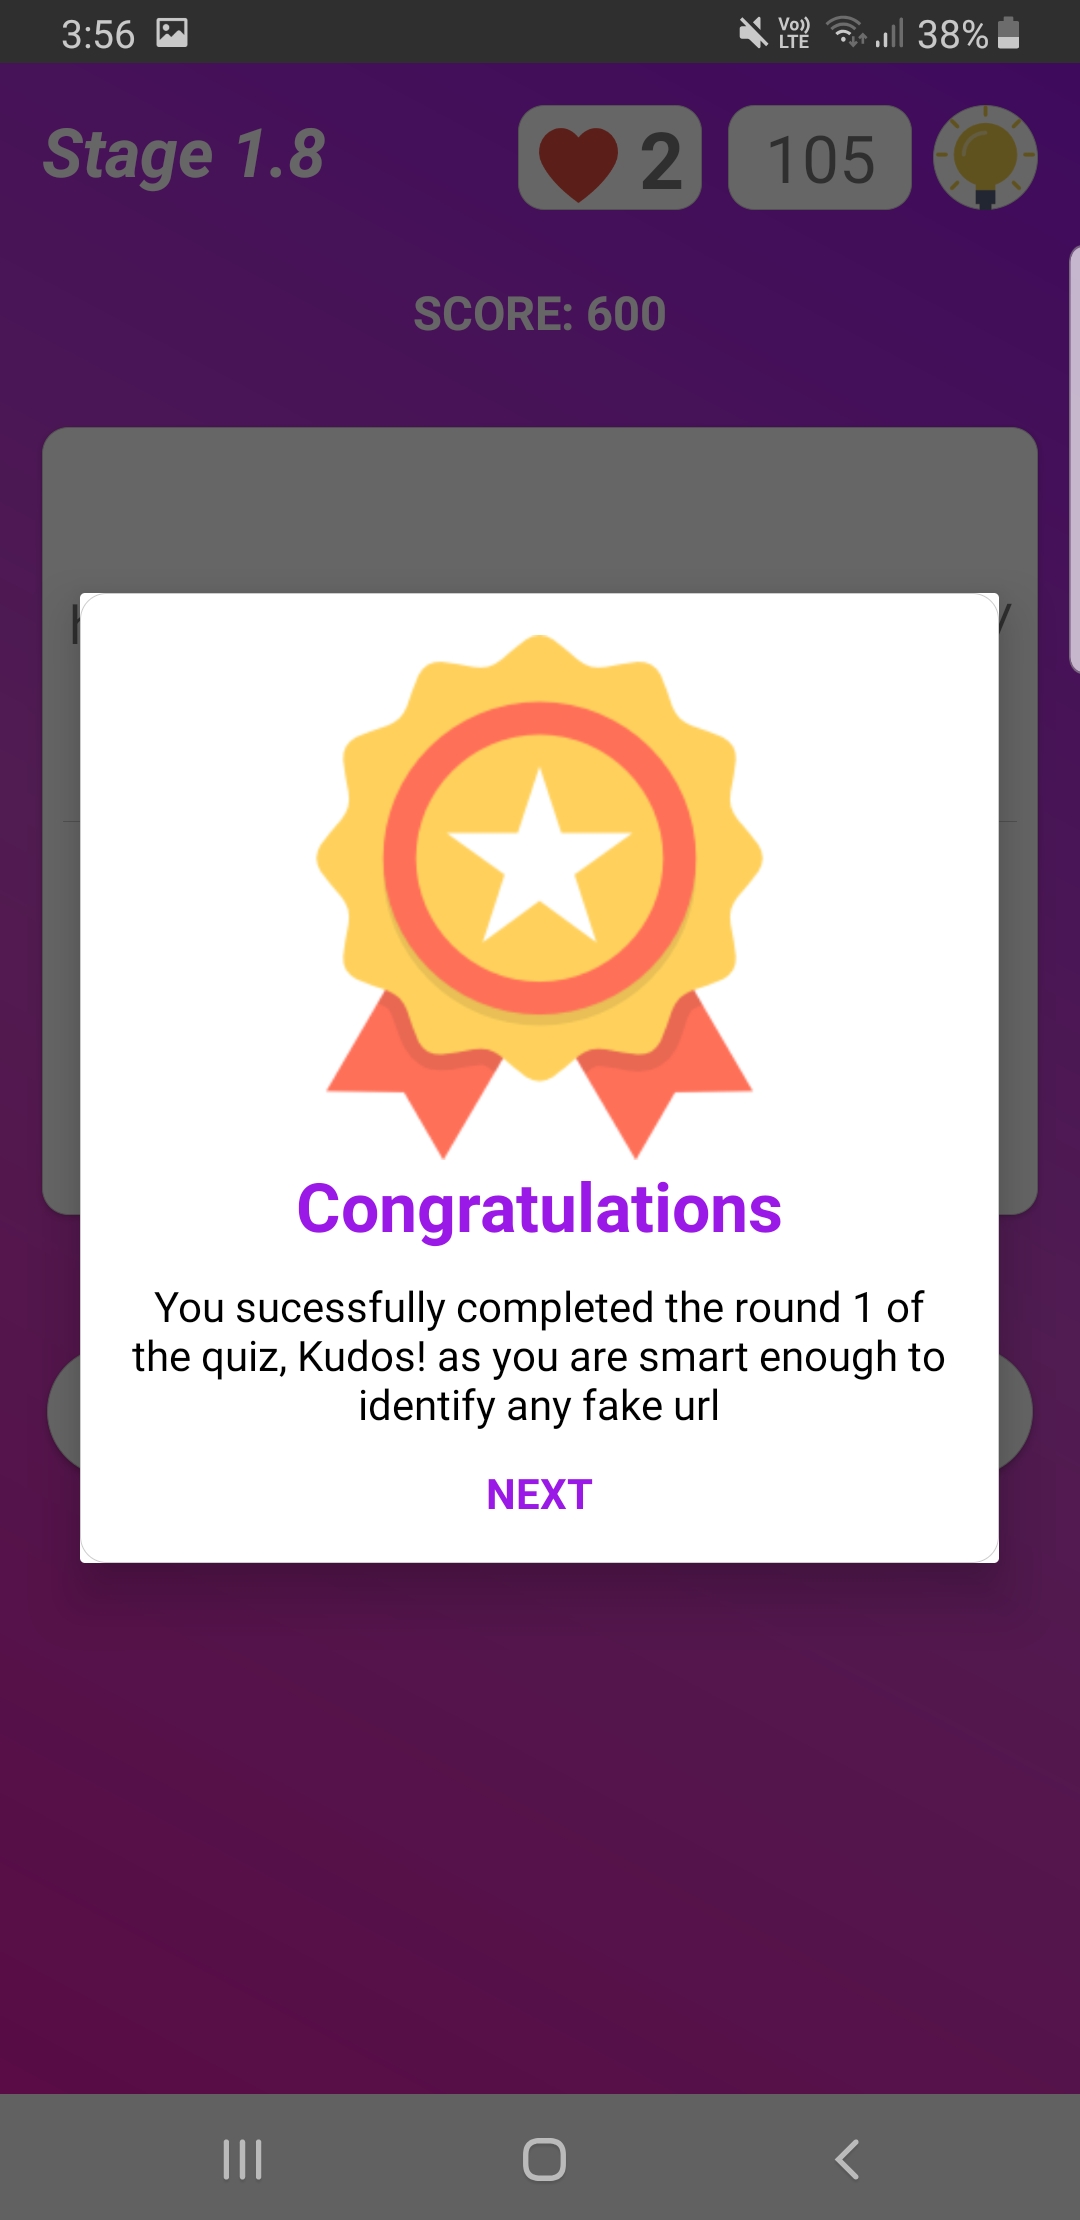 3:56
Vo))
LTE
38%
Stage 1.8
2
105
SCORE: 600
Congratulations
You sucessfully completed the round 1 of
the quiz, Kudos! as you are smart enough to
identify any fake url
NEXT